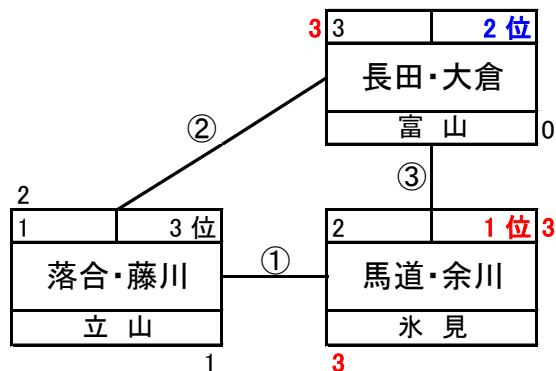 3 3 2 位
長田・大倉
富 山 0
②
③
2
1 3 位
2 1 位 3
落合・藤川
①
馬道・余川
立 山
氷 見
1
3